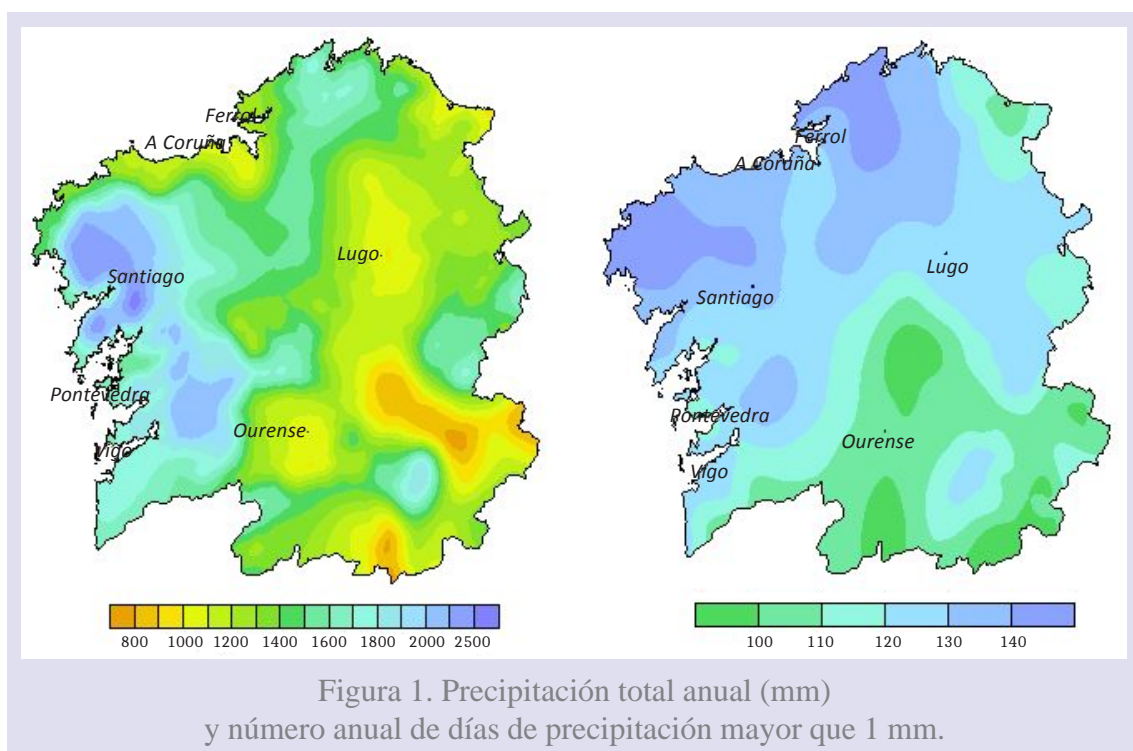 Ferrol
A Coruña
Lugo
Santiago
Pontevedra
Ourense
Vigo
800 1000 1200 1400 1600 1800 2000 2500
Ferrol
A Coruña
Lugo
Santiago
Pontevedra
Ourense
Vigo
100 110 120 130 140
Figura 1. Precipitación total anual (mm)
y número anual de días de precipitación mayor que 1 mm.